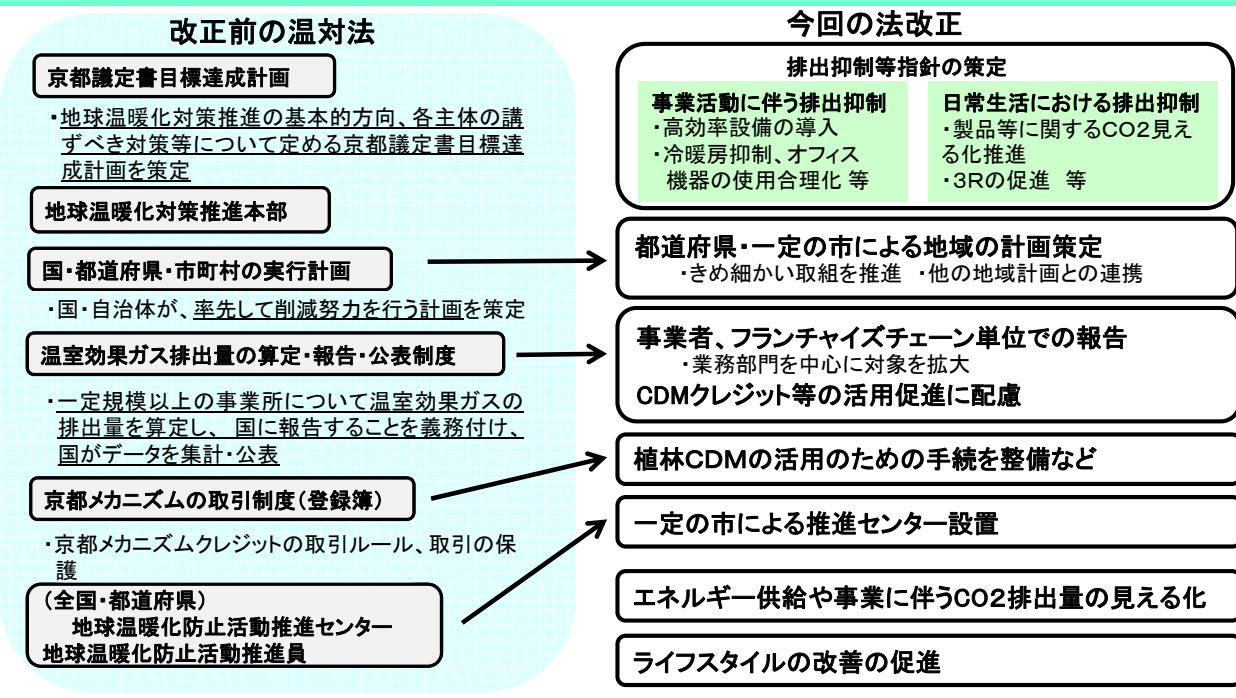 改正前の温対法
京都議定書目標達成計画
・地球温暖化対策推進の基本的方向、各主体の講
ずべき対策等について定める京都議定書目標達
成計画を策定
地球温暖化対策推進本部
国・都道府県・市町村の実行計画
・国・自治体が、率先して削減努力を行う計画を策定
温室効果ガス排出量の算定・報告・公表制度
・一定規模以上の事業所について温室効果ガスの
排出量を算定し、 国に報告することを義務付け、
国がデータを集計・公表
京都メカニズムの取引制度（登録簿）
・京都メカニズムクレジットの取引ルール、取引の保
護
（全国・都道府県）
地球温暖化防止活動推進センター
地球温暖化防止活動推進員
今回の法改正
排出抑制等指針の策定
事業活動に伴う排出抑制
・高効率設備の導入
・冷暖房抑制、オフィス
機器の使用合理化 等
日常生活における排出抑制
・製品等に関するCO2見え
る化推進
・3Rの促進 等
都道府県・一定の市による地域の計画策定
・きめ細かい取組を推進 ・他の地域計画との連携
事業者、フランチャイズチェーン単位での報告
・業務部門を中心に対象を拡大
CDMクレジット等の活用促進に配慮
植林CDMの活用のための手続を整備など
一定の市による推進センター設置
エネルギー供給や事業に伴うCO2排出量の見える化
ライフスタイルの改善の促進